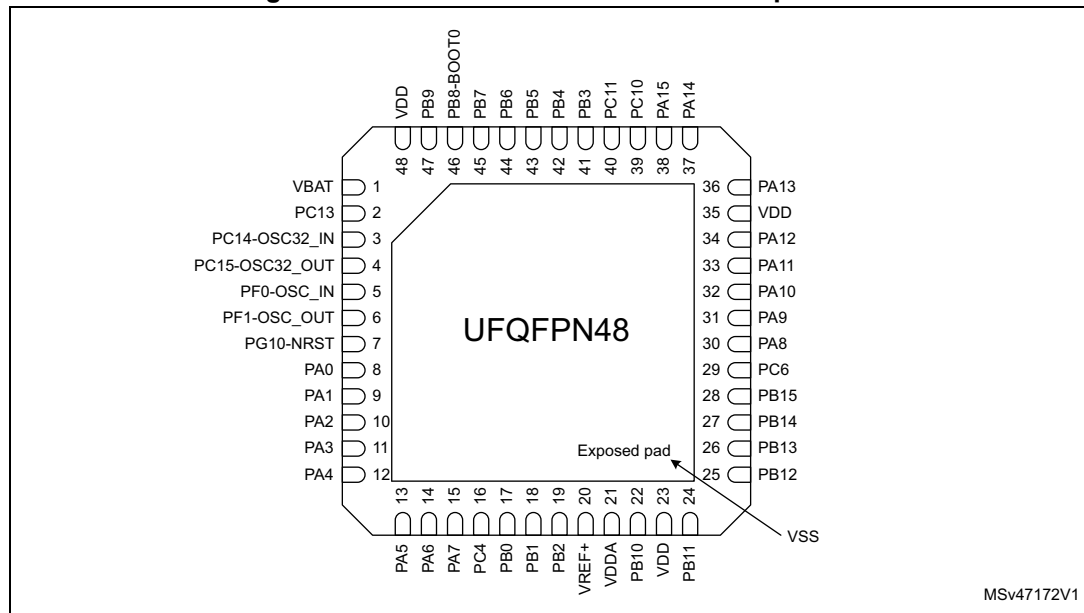 VDD
PB9
PB8-BOOT0
PB7
PB6
PB5
PB4
PB3
PC11
PC10
PA15
PA14
48 47 46 45 44 43 42 41 40 39 38 37
VBAT 1 36 PA13
PC13 2 35 VDD
PC14-OSC32_IN 3 34 PA12
PC15-OSC32_OUT 4 33 PA11
PF0-OSC_IN 5 32 PA10
PF1-OSC_OUT 6 31 PA9
UFQFPN48
PG10-NRST 7 30 PA8
PA0 8 29 PC6
PA1 9 28 PB15
PA2 10 27 PB14
PA3 11 26 PB13
Exposed pad
PA4 12 25 PB12
13 14 15 16 17 18 19 20 21 22 23 24
PA5
PA6
PA7
PC4
PB0
PB1
PB2
VREF+
VDDA
PB10
VDD
PB11
VSS
MSv47172V1